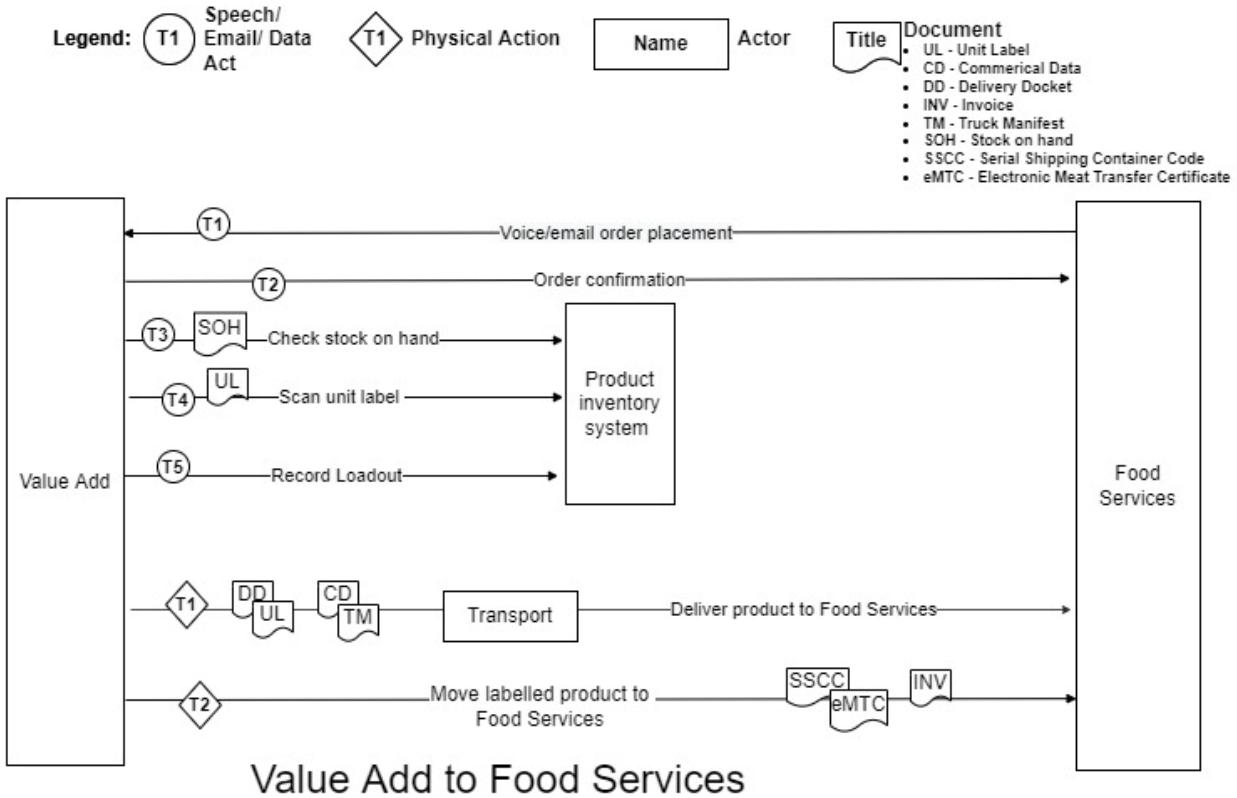 Legend:
T1
Speech/
Email/ Data
Act
T1
Physical Action
Name
Actor
Title
Document
UL - Unit Label
CD - Commerical Data
DD - Delivery Docket
INV - Invoice
TM - Truck Manifest
SOH - Stock on hand
SSCC - Serial Shipping Container Code
eMTC - Electronic Meat Transfer Certificate
T1
Voice/email order placement
T2
Order confirmation
T3
SOH
Check stock on hand
T4
UL
Scan unit label
Product
inventory
system
T5
Record Loadout
Value Add
Food
Services
T1
DD
UL
CD
TM
Transport
Deliver product to Food Services
T2
Move labelled product to
Food Services
SSCC
eMTC
INV
Value Add to Food Services